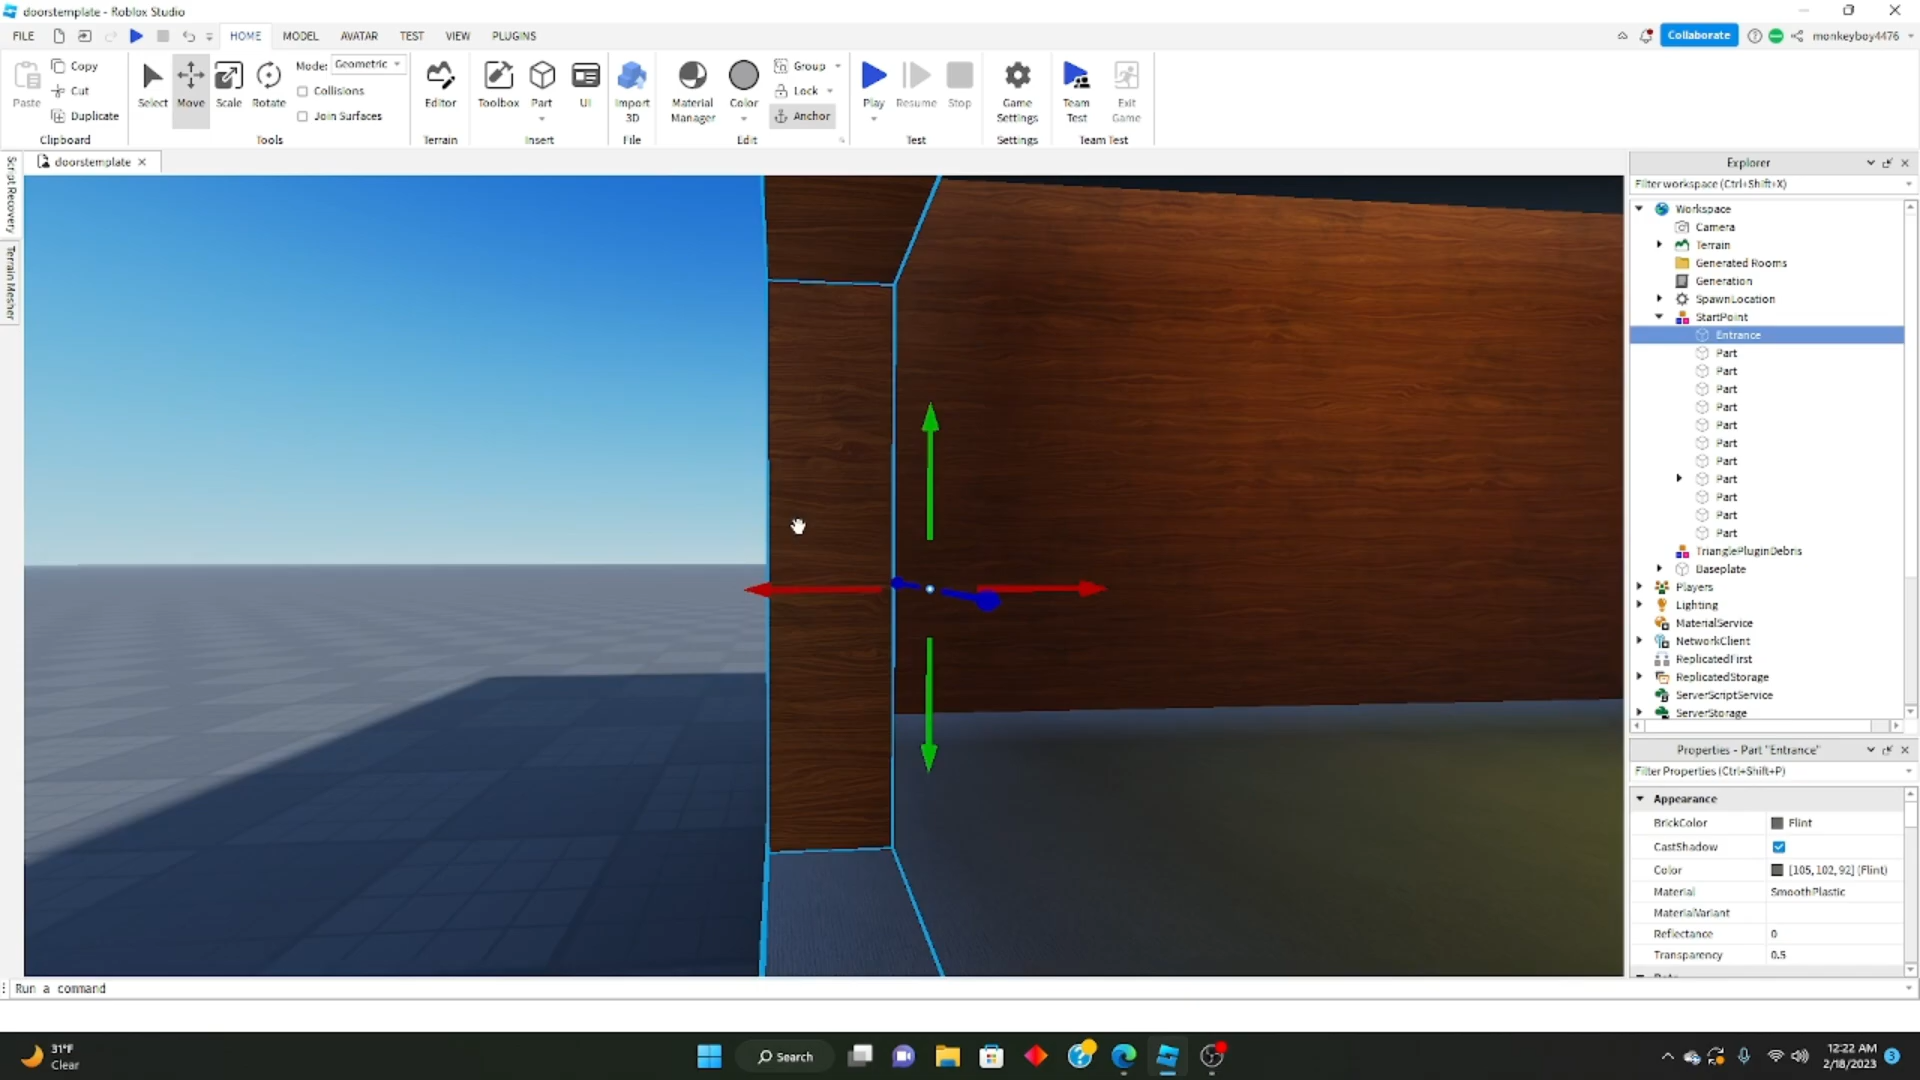 doorstemplate - Roblox Studio
FILE HOME MODEL AVATAR TEST VIEW PLUGINS Collaborate monkeyboy4476
Paste Copy Cut Duplicate Clipboard
Select Move Scale Rotate Mode: Geometric Collisions Join Surfaces Tools
Editor Terrain
Toolbox Part UI Insert
Import 3D File
Material Manager Color Group Lock Anchor Edit
Play Resume Stop Test
Game Settings Settings
Team Test Exit Game Team Test
doorstemplate
Script Recovery
Terrain Mesher
Explorer
Filter workspace (Ctrl+Shift+X)
Workspace
Camera
Terrain
Generated Rooms
Generation
SpawnLocation
StartPoint
Entrance
Part
Part
Part
Part
Part
Part
Part
Part
Part
Part
Part
TrianglePluginDebris
Baseplate
Players
Lighting
MaterialService
NetworkClient
ReplicatedFirst
ReplicatedStorage
ServerScriptService
ServerStorage
Properties - Part "Entrance"
Filter Properties (Ctrl+Shift+P)
Appearance
BrickColor Flint
CastShadow
Color [105, 102, 92] (Flint)
Material SmoothPlastic
MaterialVariant
Reflectance 0
Transparency 0.5
Run a command
31°F
Clear
Search
12:22 AM
2/18/2023
3